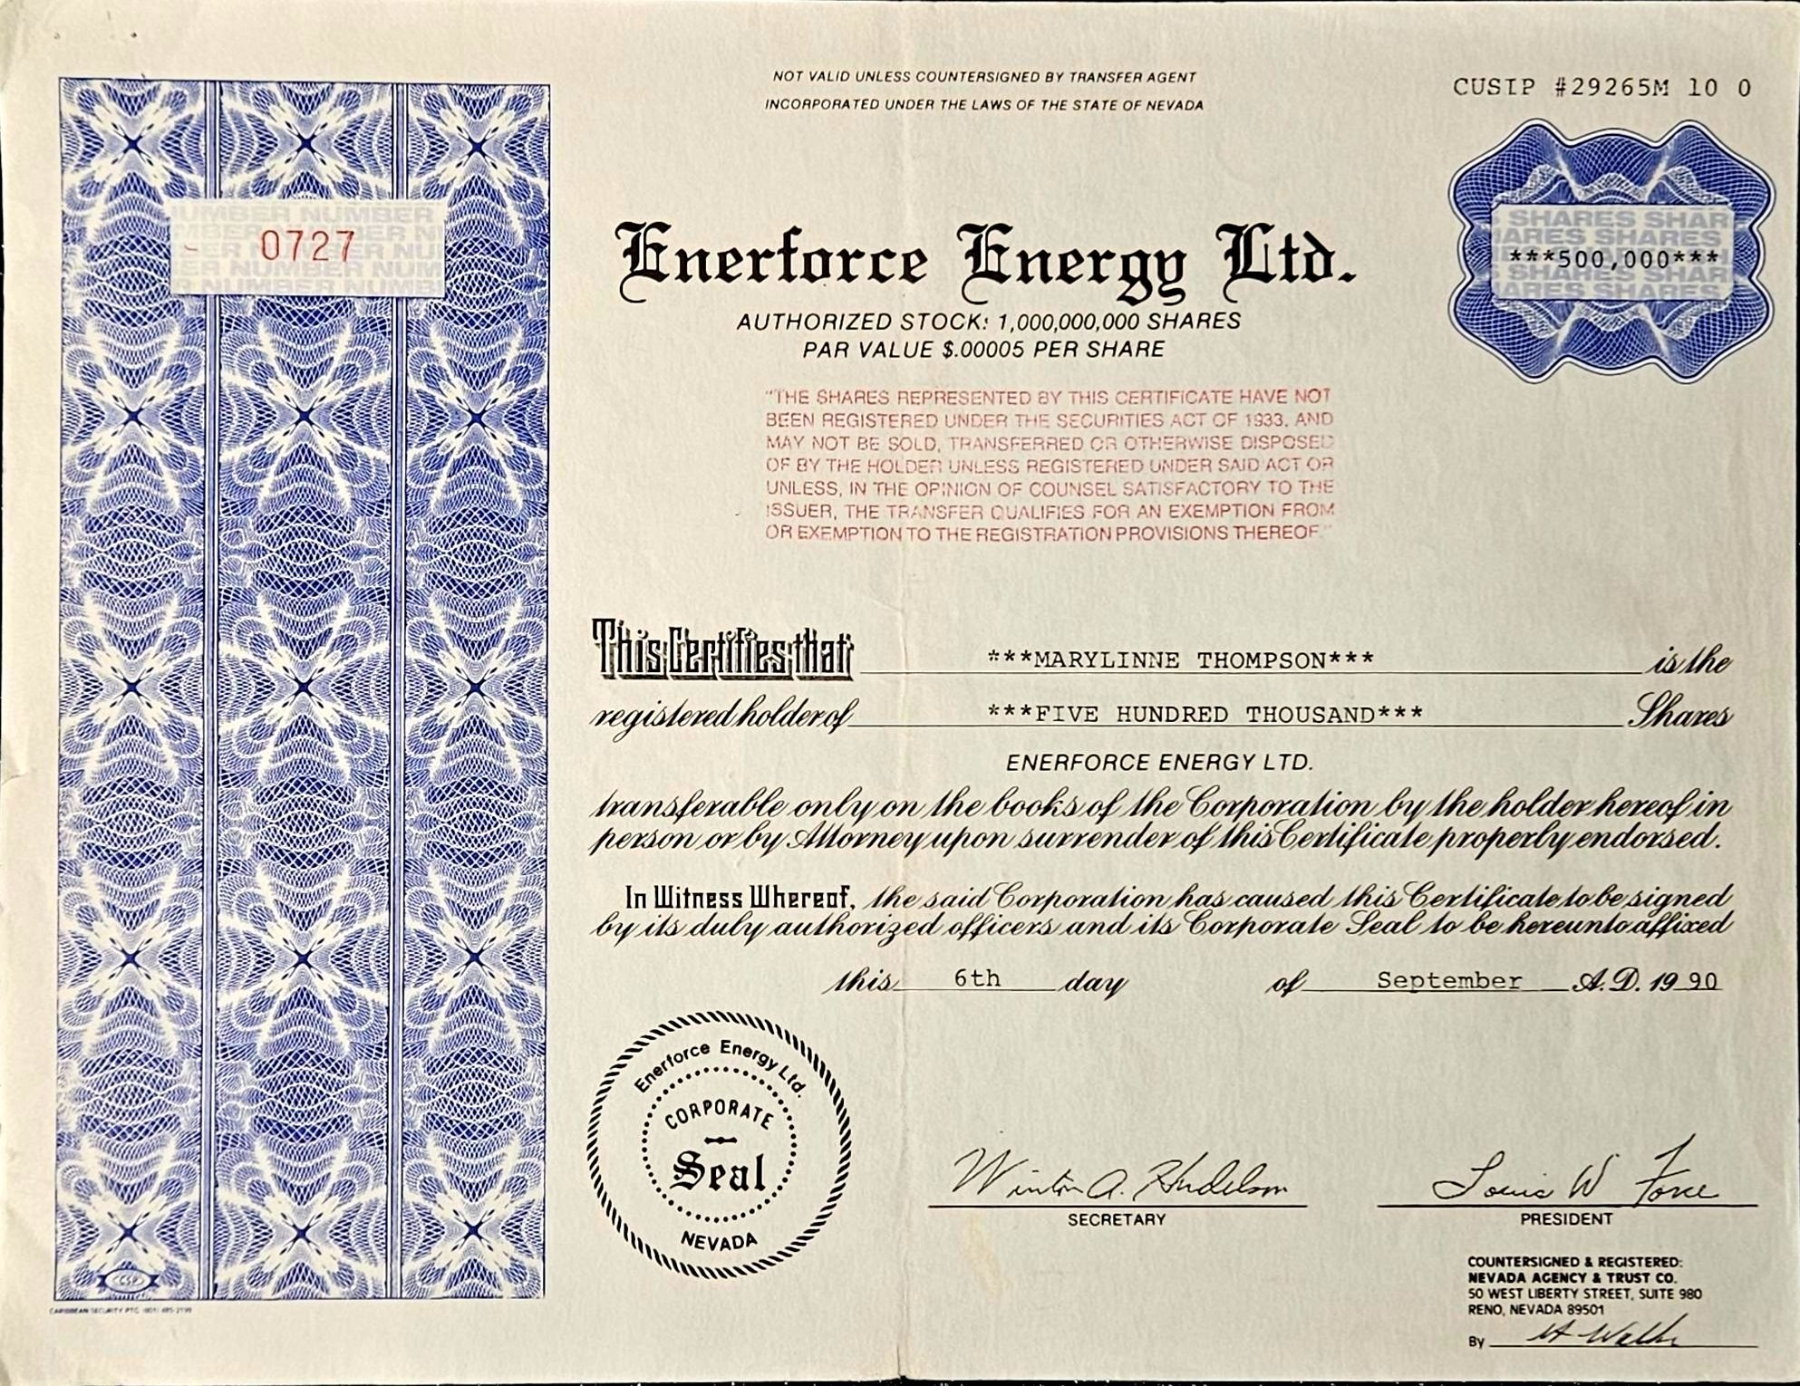 NOT VALID UNLESS COUNTERSIGNED BY TRANSFER AGENT
INCORPORATED UNDER THE LAWS OF THE STATE OF NEVADA
CUSIP #29265M 10 0
0727
***500,000***
Enerforce Energy Ltd.
AUTHORIZED STOCK: 1,000,000,000 SHARES
PAR VALUE $.00005 PER SHARE
"THE SHARES REPRESENTED BY THIS CERTIFICATE HAVE NOT
BEEN REGISTERED UNDER THE SECURITIES ACT OF 1933, AND
MAY NOT BE SOLD, TRANSFERRED OR OTHERWISE DISPOSED
OF BY THE HOLDER UNLESS REGISTERED UNDER SAID ACT OR
UNLESS, IN THE OPINION OF COUNSEL SATISFACTORY TO THE
ISSUER, THE TRANSFER QUALIFIES FOR AN EXEMPTION FROM
OR EXEMPTION TO THE REGISTRATION PROVISIONS THEREOF."
This Certifies that ***MARYLINNE THOMPSON*** is the
registered holder of ***FIVE HUNDRED THOUSAND*** Shares
ENERFORCE ENERGY LTD.
transferable only on the books of the Corporation by the holder hereof in
person or by Attorney upon surrender of this Certificate properly endorsed.
In Witness Whereof, the said Corporation has caused this Certificate to be signed
by its duly authorized officers and its Corporate Seal to be hereunto affixed
this 6th day of September A.D. 19 90
Enerforce Energy Ltd.
CORPORATE
Seal
NEVADA
Louis W Force
SECRETARY
PRESIDENT
COUNTERSIGNED & REGISTERED:
NEVADA AGENCY & TRUST CO.
50 WEST LIBERTY STREET, SUITE 980
RENO, NEVADA 89501
By